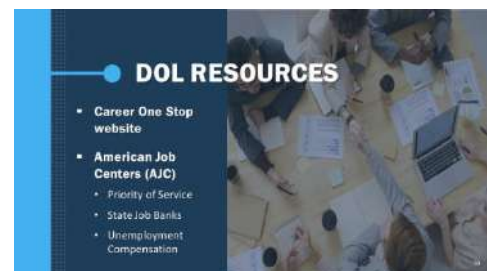 DOL RESOURCES
▪ Career One Stop
website
▪ American Job
Centers (AJC)
• Priority of Service
• State Job Banks
• Unemployment
Compensation